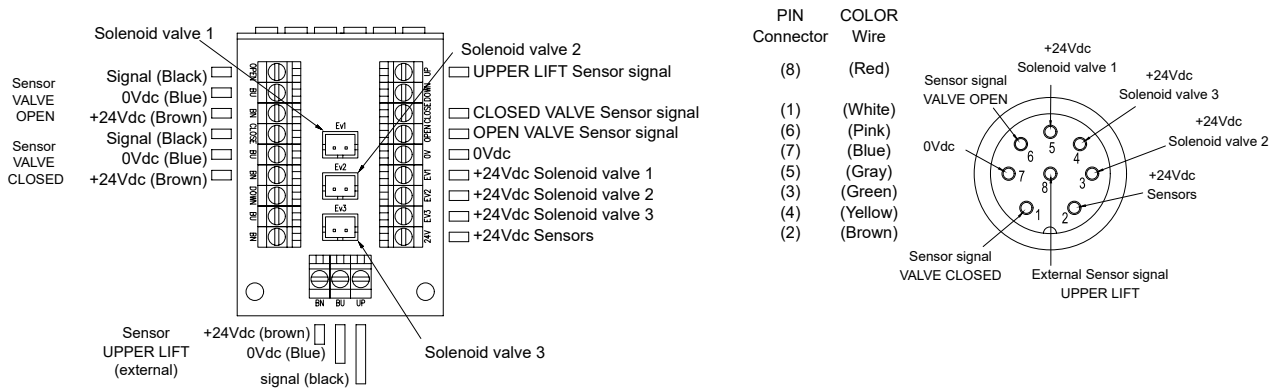 Solenoid valve 1
Solenoid valve 2
Sensor
VALVE
OPEN
Signal (Black)
0Vdc (Blue)
+24Vdc (Brown)
Sensor
VALVE
CLOSED
Signal (Black)
0Vdc (Blue)
+24Vdc (Brown)
OPEN
BU
BN
CLOSE
BU
BN
DOWN
BU
BN
Ev1
Ev2
Ev3
UP
DOWN
CLOSE
OPEN
0V
EV1
EV2
EV3
24V
UPPER LIFT Sensor signal
CLOSED VALVE Sensor signal
OPEN VALVE Sensor signal
0Vdc
+24Vdc Solenoid valve 1
+24Vdc Solenoid valve 2
+24Vdc Solenoid valve 3
+24Vdc Sensors
BN BU UP
Sensor
UPPER LIFT
(external)
+24Vdc (brown)
0Vdc (Blue)
signal (black)
Solenoid valve 3
PIN COLOR
Connector Wire
(8) (Red)
(1) (White)
(6) (Pink)
(7) (Blue)
(5) (Gray)
(3) (Green)
(4) (Yellow)
(2) (Brown)
+24Vdc
Solenoid valve 1
Sensor signal
VALVE OPEN
+24Vdc
Solenoid valve 3
+24Vdc
Solenoid valve 2
0Vdc
+24Vdc
Sensors
6 5 4
7 8 3
1 2
Sensor signal
VALVE CLOSED
External Sensor signal
UPPER LIFT